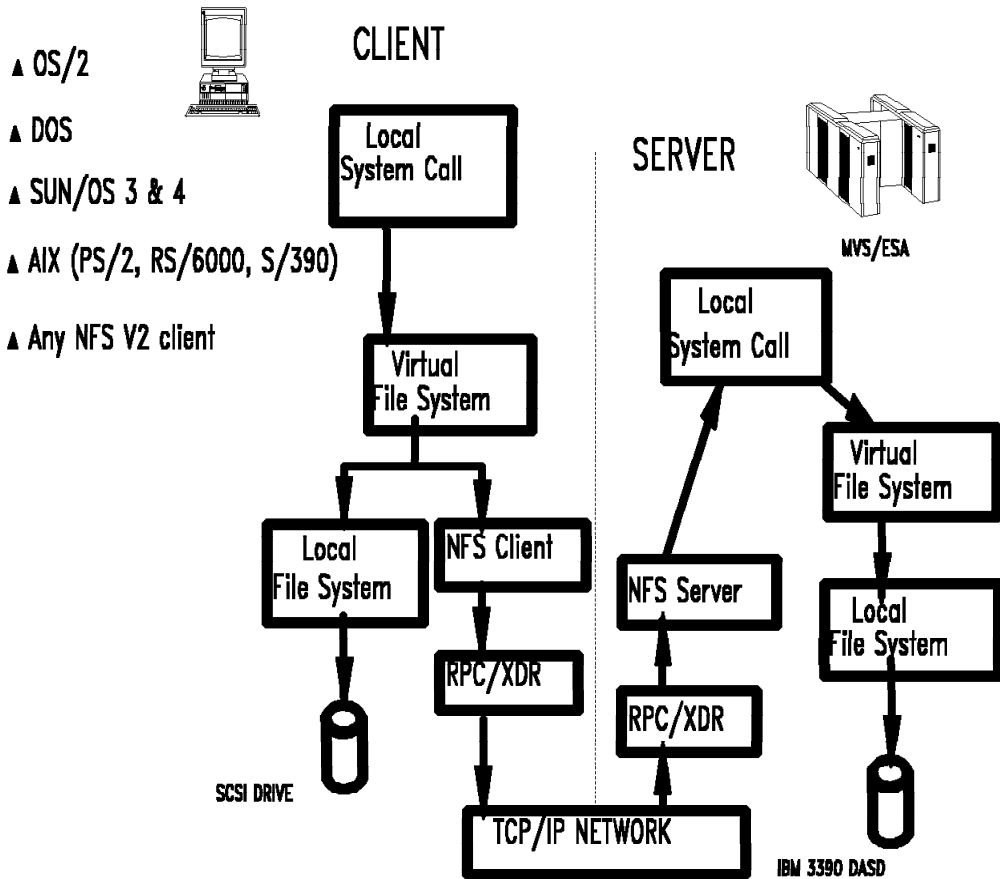 CLIENT
▲ OS/2
▲ DOS
▲ SUN/OS 3 & 4
▲ AIX (PS/2, RS/6000, S/390)
▲ Any NFS V2 client
Local
System Call
Virtual
File System
Local
File System
NFS Client
RPC/XDR
SCSI DRIVE
TCP/IP NETWORK
SERVER
MVS/ESA
Local
System Call
Virtual
File System
NFS Server
Local
File System
RPC/XDR
IBM 3390 DASD